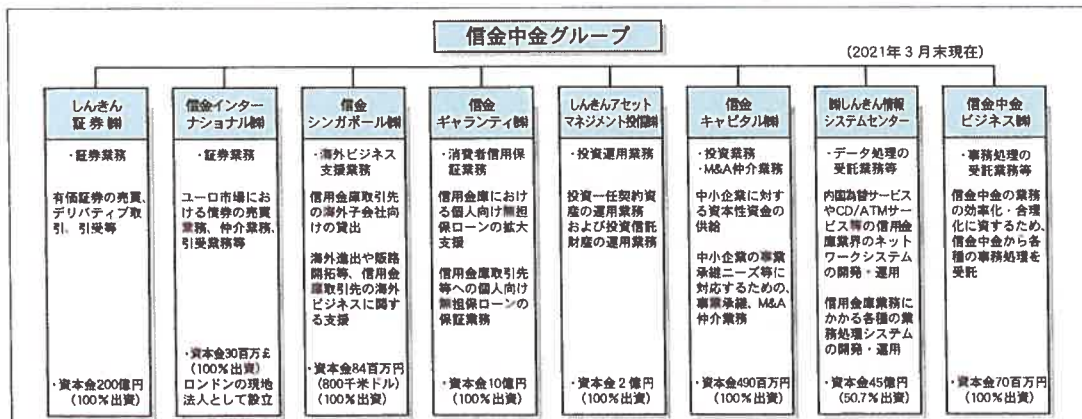 信金中金グループ
(2021年3月末現在)
しんきん
証券㈱
・証券業務
有価証券の売買、
デリバティブ取
引、引受等
・資本金200億円
(100%出資)
信金インター
ナショナル㈱
・証券業務
ユーロ市場にお
ける債券の売買
業務、仲介業務、
引受業務等
・資本金30百万£
(100%出資)
ロンドンの現地
法人として設立
信金
シンガポール㈱
・海外ビジネス
支援業務
信用金庫取引先
の海外子会社向
けの貸出
海外進出や販路
開拓等、信用金
庫取引先の海外
ビジネスに関す
る支援
・資本金84百万円
(800千米ドル)
(100%出資)
信金
ギャランティ㈱
・消費者信用保
証業務
信用金庫におけ
る個人向け無担
保ローンの拡大
支援
信用金庫取引先
等への個人向け
無担保ローンの
保証業務
・資本金10億円
(100%出資)
しんきんアセット
マネジメント投信㈱
・投資運用業務
投資一任契約資
産の運用業務
および投資信託
財産の運用業務
・資本金2億円
(100%出資)
信金
キャピタル㈱
・投資業務
・M&A仲介業務
中小企業に対す
る資本性資金の
供給
中小企業の事業
承継ニーズ等に
対応するための、
事業承継、M&A
仲介業務
・資本金490百万円
(100%出資)
㈱しんきん情報
システムセンター
・データ処理の
受託業務等
内国為替サービス
やCD/ATMサー
ビス等の信用金
庫業界のネット
ワークシステム
の開発・運用
信用金庫業務に
かかる各種の業
務処理システム
の開発・運用
・資本金45億円
(50.7%出資)
信金中金
ビジネス㈱
・事務処理の
受託業務等
信金中金の業務
の効率化・合理
化に資するため、
信金中金から各
種の事務処理を
受託
・資本金70百万円
(100%出資)